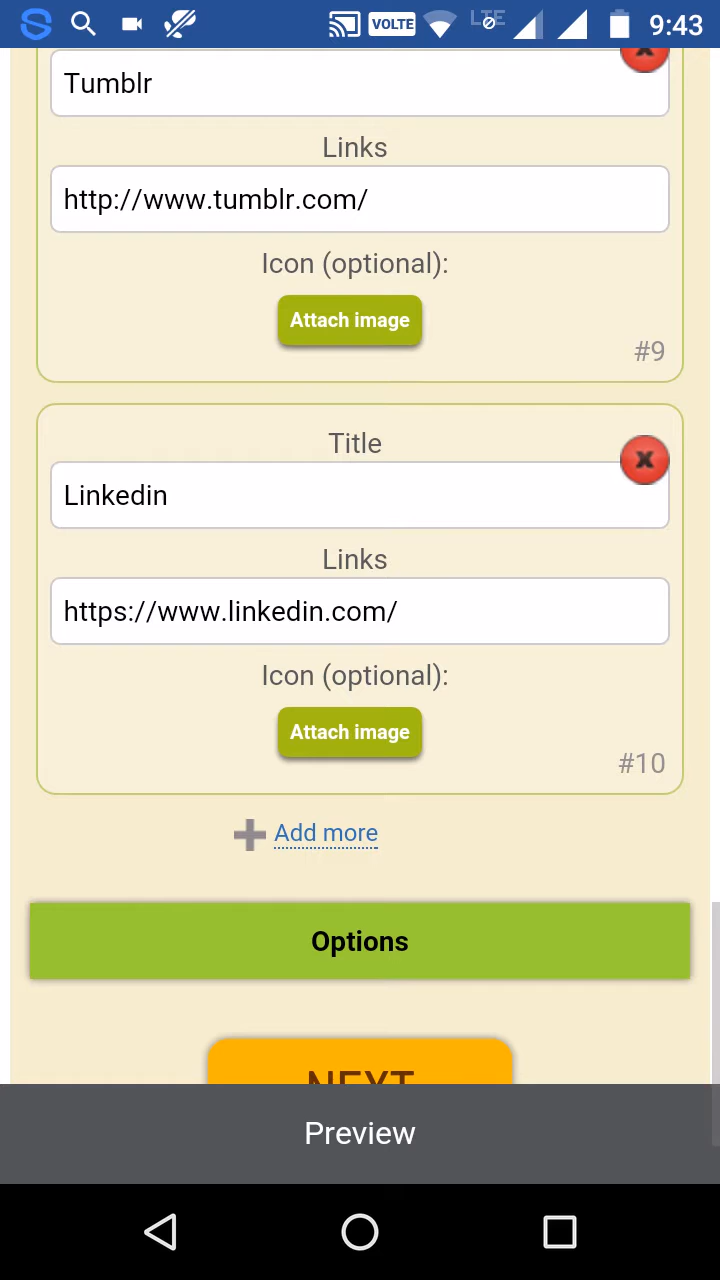 VOLTE LTE 9:43
Tumblr
Links
http://www.tumblr.com/
Icon (optional):
Attach image
#9
Title
Linkedin
Links
https://www.linkedin.com/
Icon (optional):
Attach image
#10
Add more
Options
NEXT
Preview